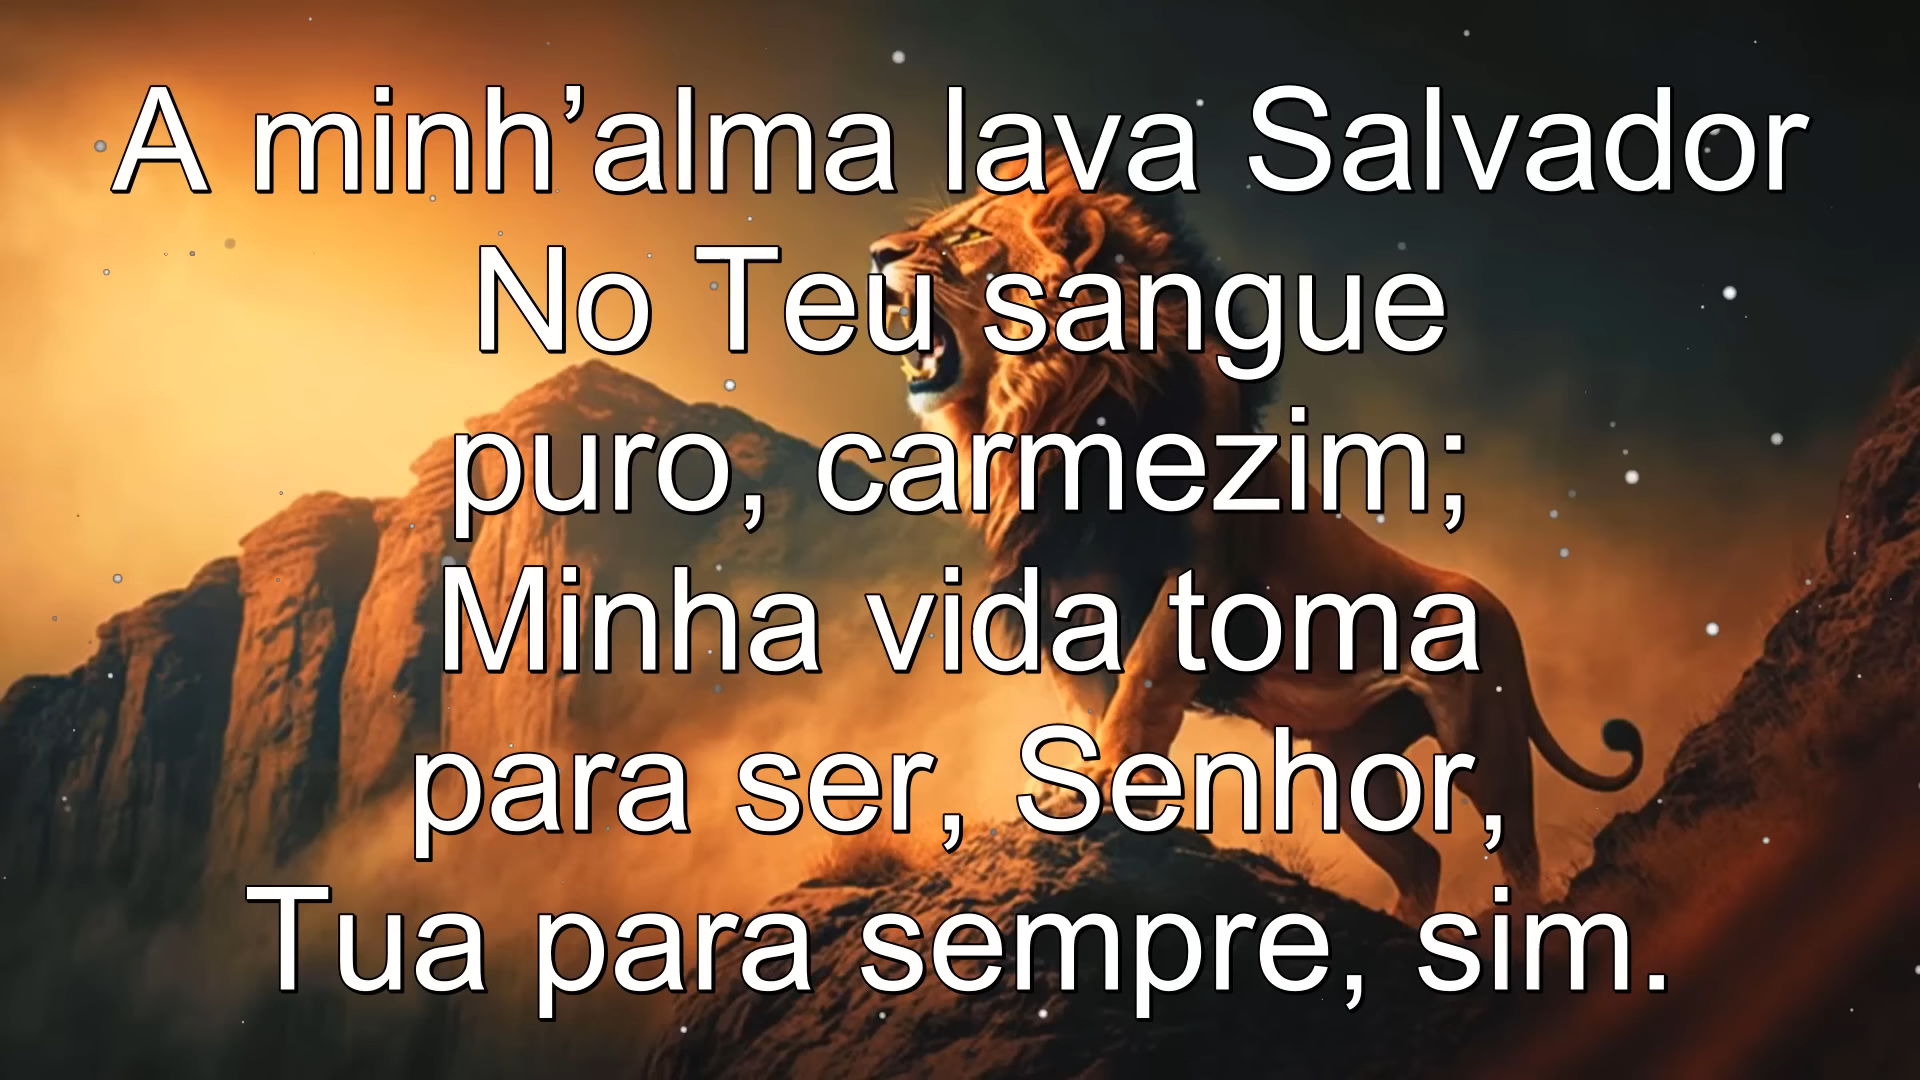 A minh’alma lava Salvador
No Teu sangue
puro, carmezim;
Minha vida toma
para ser, Senhor,
Tua para sempre, sim.